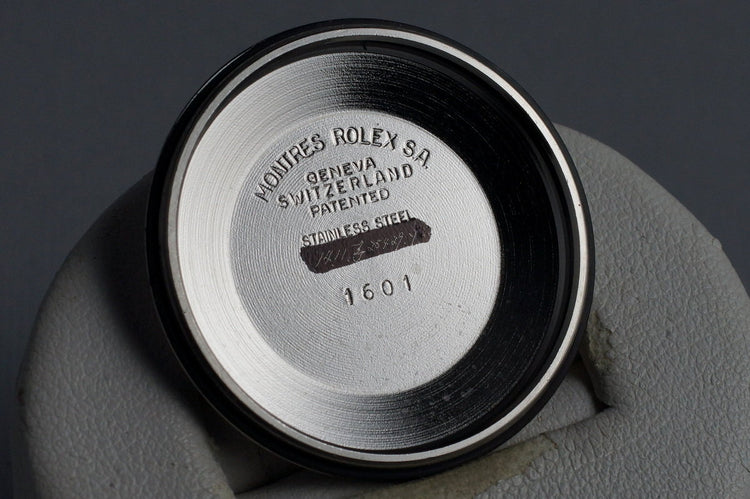 MONTRES ROLEX S.A.
GENEVA
SWITZERLAND
PATENTED
STAINLESS STEEL
1601